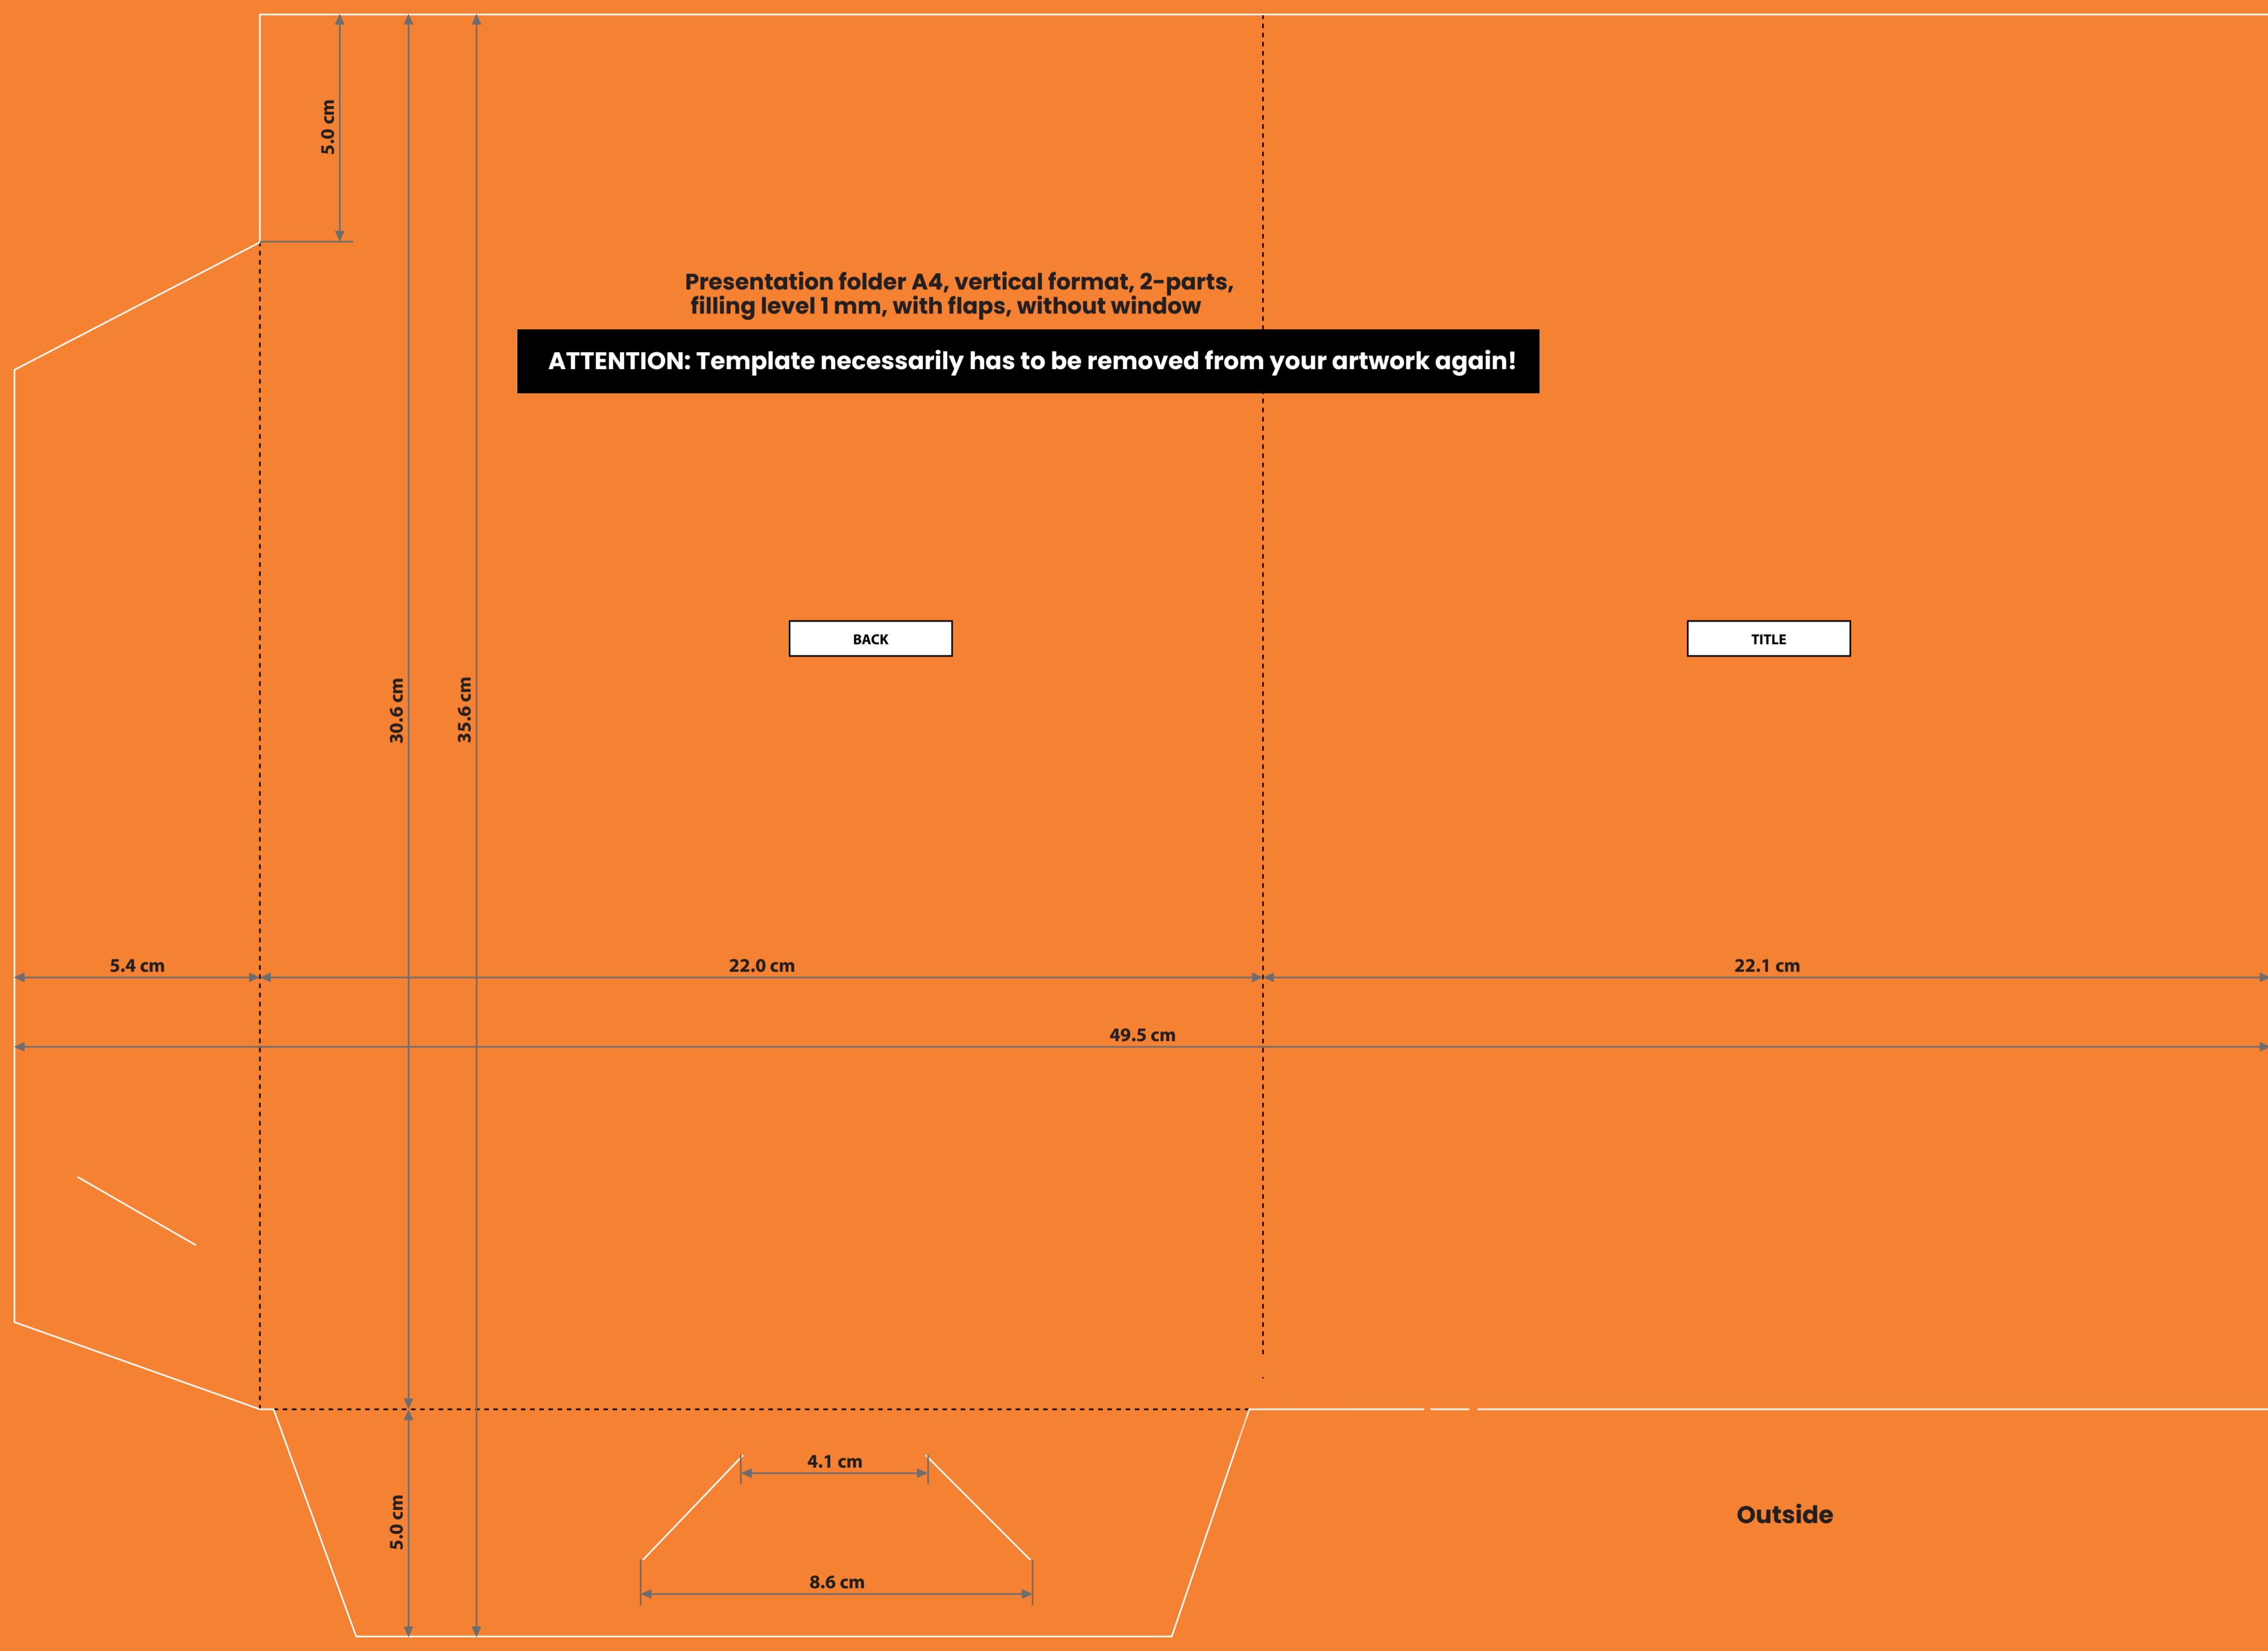 5.0 cm
Presentation folder A4, vertical format, 2-parts,
filling level 1 mm, with flaps, without window
ATTENTION: Template necessarily has to be removed from your artwork again!
BACK
TITLE
30.6 cm
35.6 cm
5.4 cm
22.0 cm
22.1 cm
49.5 cm
4.1 cm
5.0 cm
Outside
8.6 cm